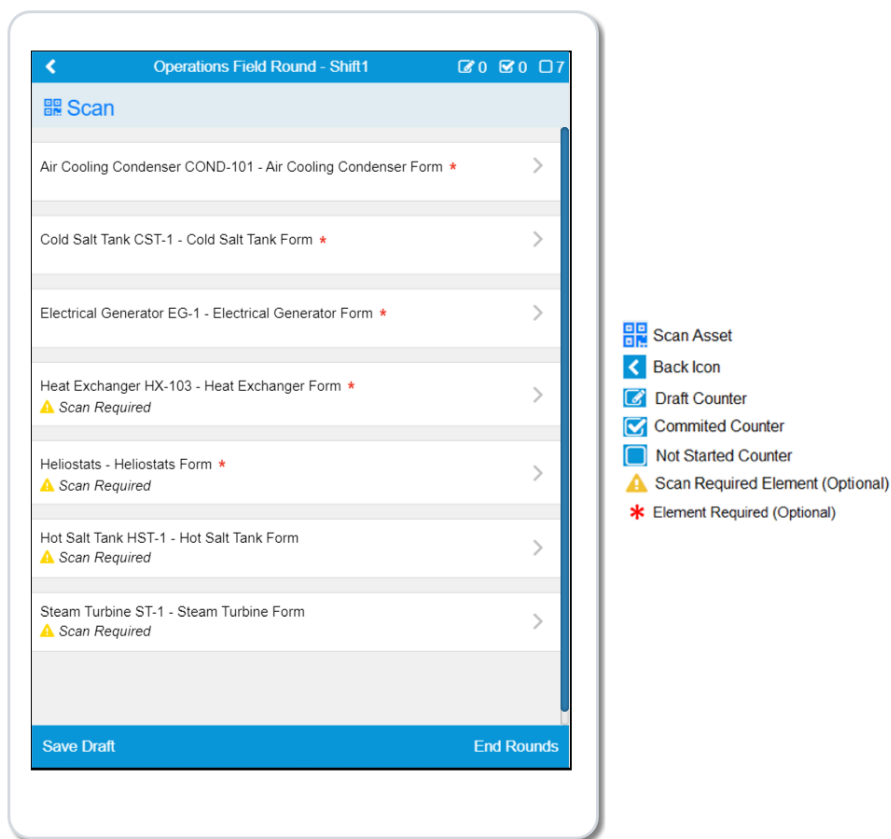 Operations Field Round - Shift1 0 0 7
Scan
Air Cooling Condenser COND-101 - Air Cooling Condenser Form *
Cold Salt Tank CST-1 - Cold Salt Tank Form *
Electrical Generator EG-1 - Electrical Generator Form *
Heat Exchanger HX-103 - Heat Exchanger Form *
Scan Required
Heliostats - Heliostats Form *
Scan Required
Hot Salt Tank HST-1 - Hot Salt Tank Form
Scan Required
Steam Turbine ST-1 - Steam Turbine Form
Scan Required
Save Draft End Rounds
Scan Asset
Back Icon
Draft Counter
Commited Counter
Not Started Counter
Scan Required Element (Optional)
* Element Required (Optional)